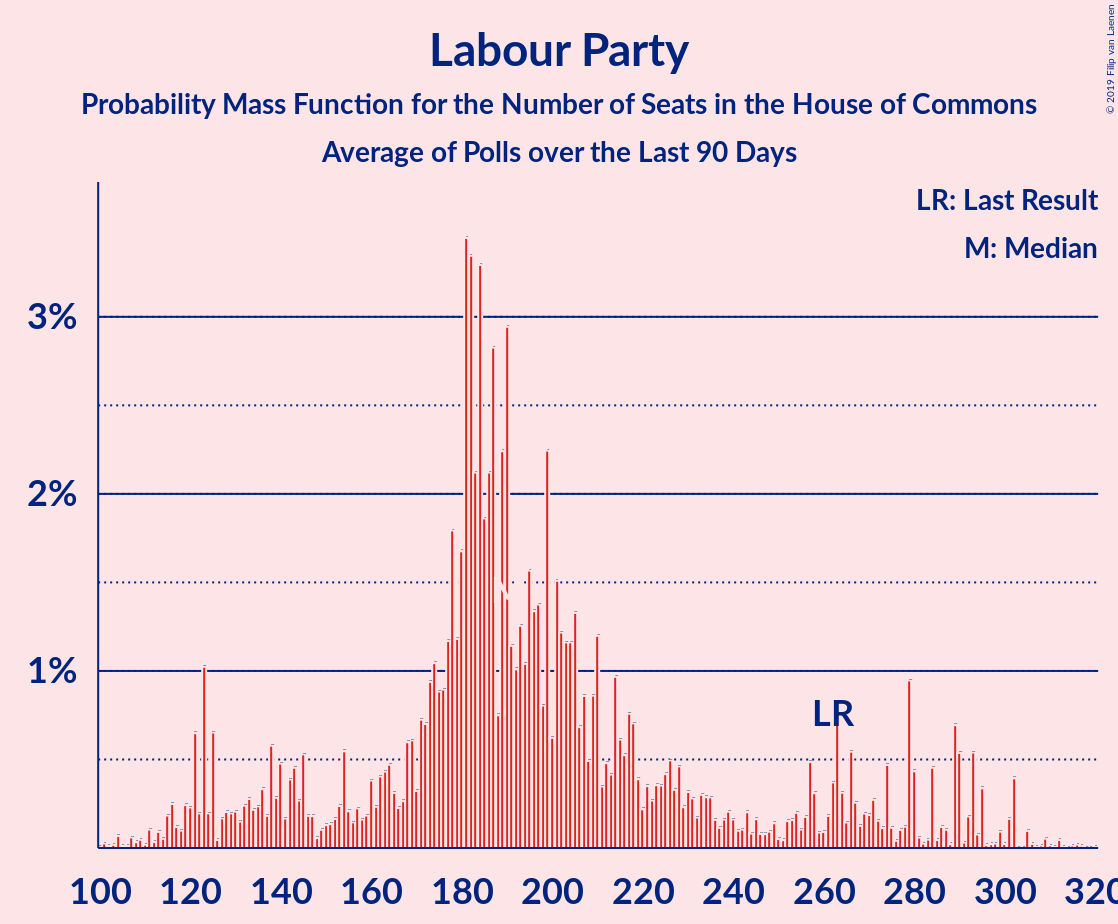 Labour Party
Probability Mass Function for the Number of Seats in the House of Commons
Average of Polls over the Last 90 Days
© 2019 Filip van Laenen
LR: Last Result
M: Median
3%
2%
1%
LR
100 120 140 160 180 200 220 240 260 280 300 320